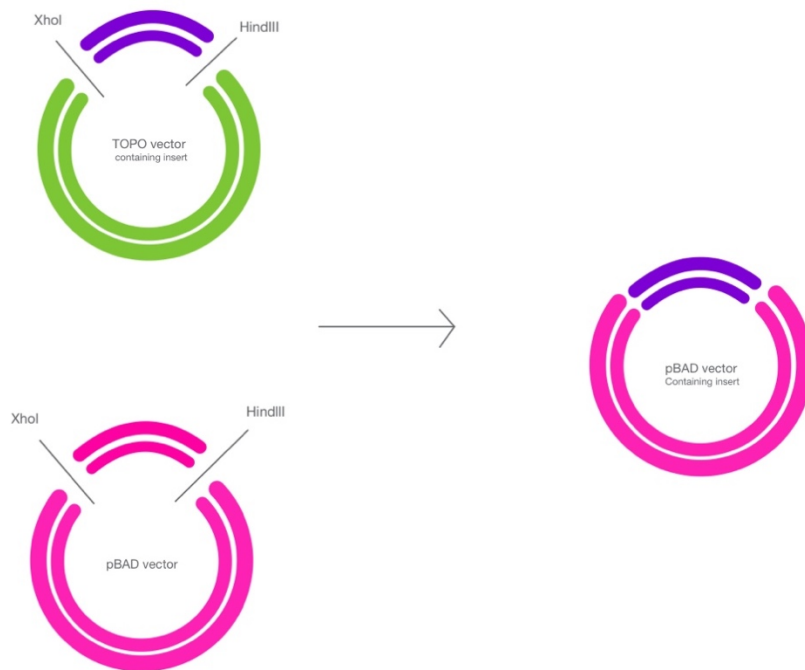 XhoI
HindIII
TOPO vector
containing insert
pBAD vector
Containing insert
XhoI
HindIII
pBAD vector